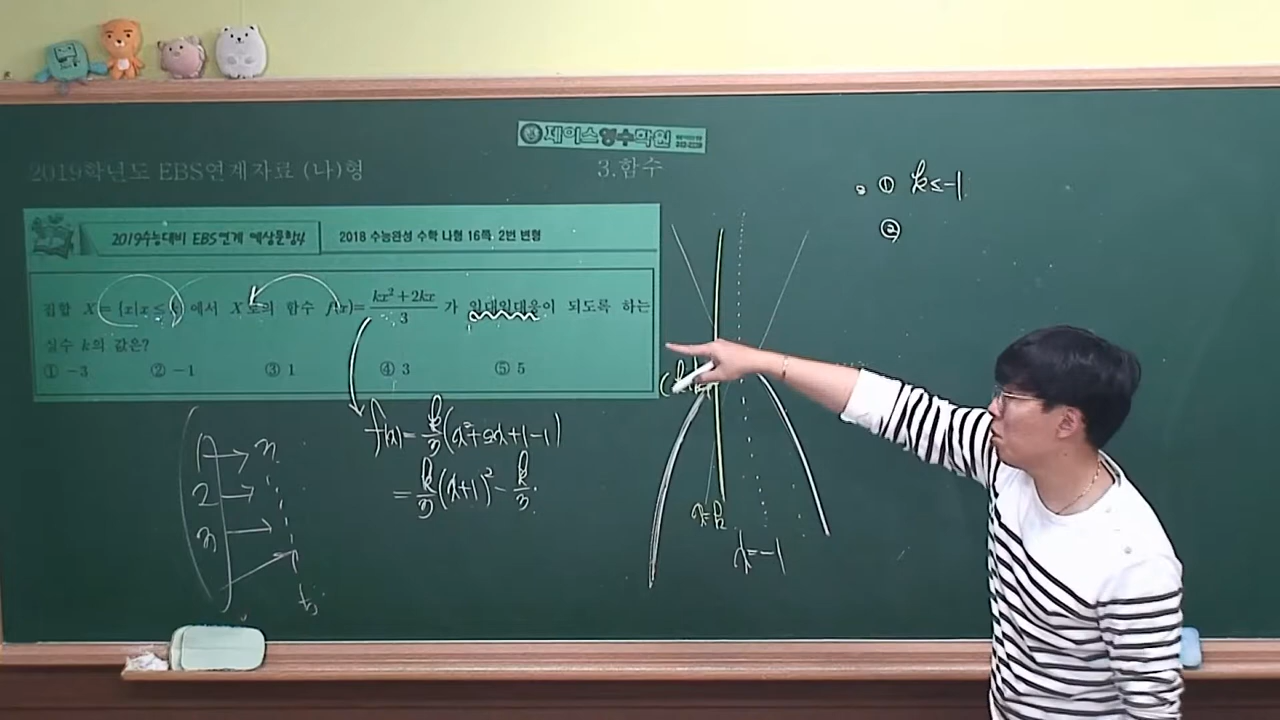 제이스영수학원
2019학년도 EBS연계자료 (나)형
3.함수
2019수능대비 EBS연계 예상문항4
2018 수능완성 수학 나형 16쪽 2번 변형
집합 X={x|x≤k} 에서 X로의 함수 f(x)=(kx²+2kx)/3 가 일대일대응이 되도록 하는
실수 k의 값은?
① -3 ② -1 ③ 1 ④ 3 ⑤ 5
① k≤-1
②
f(x)=k/3(x²+2x+1-1)
=k/3(x+1)²-k/3
1
2
3
x=k
x=-1